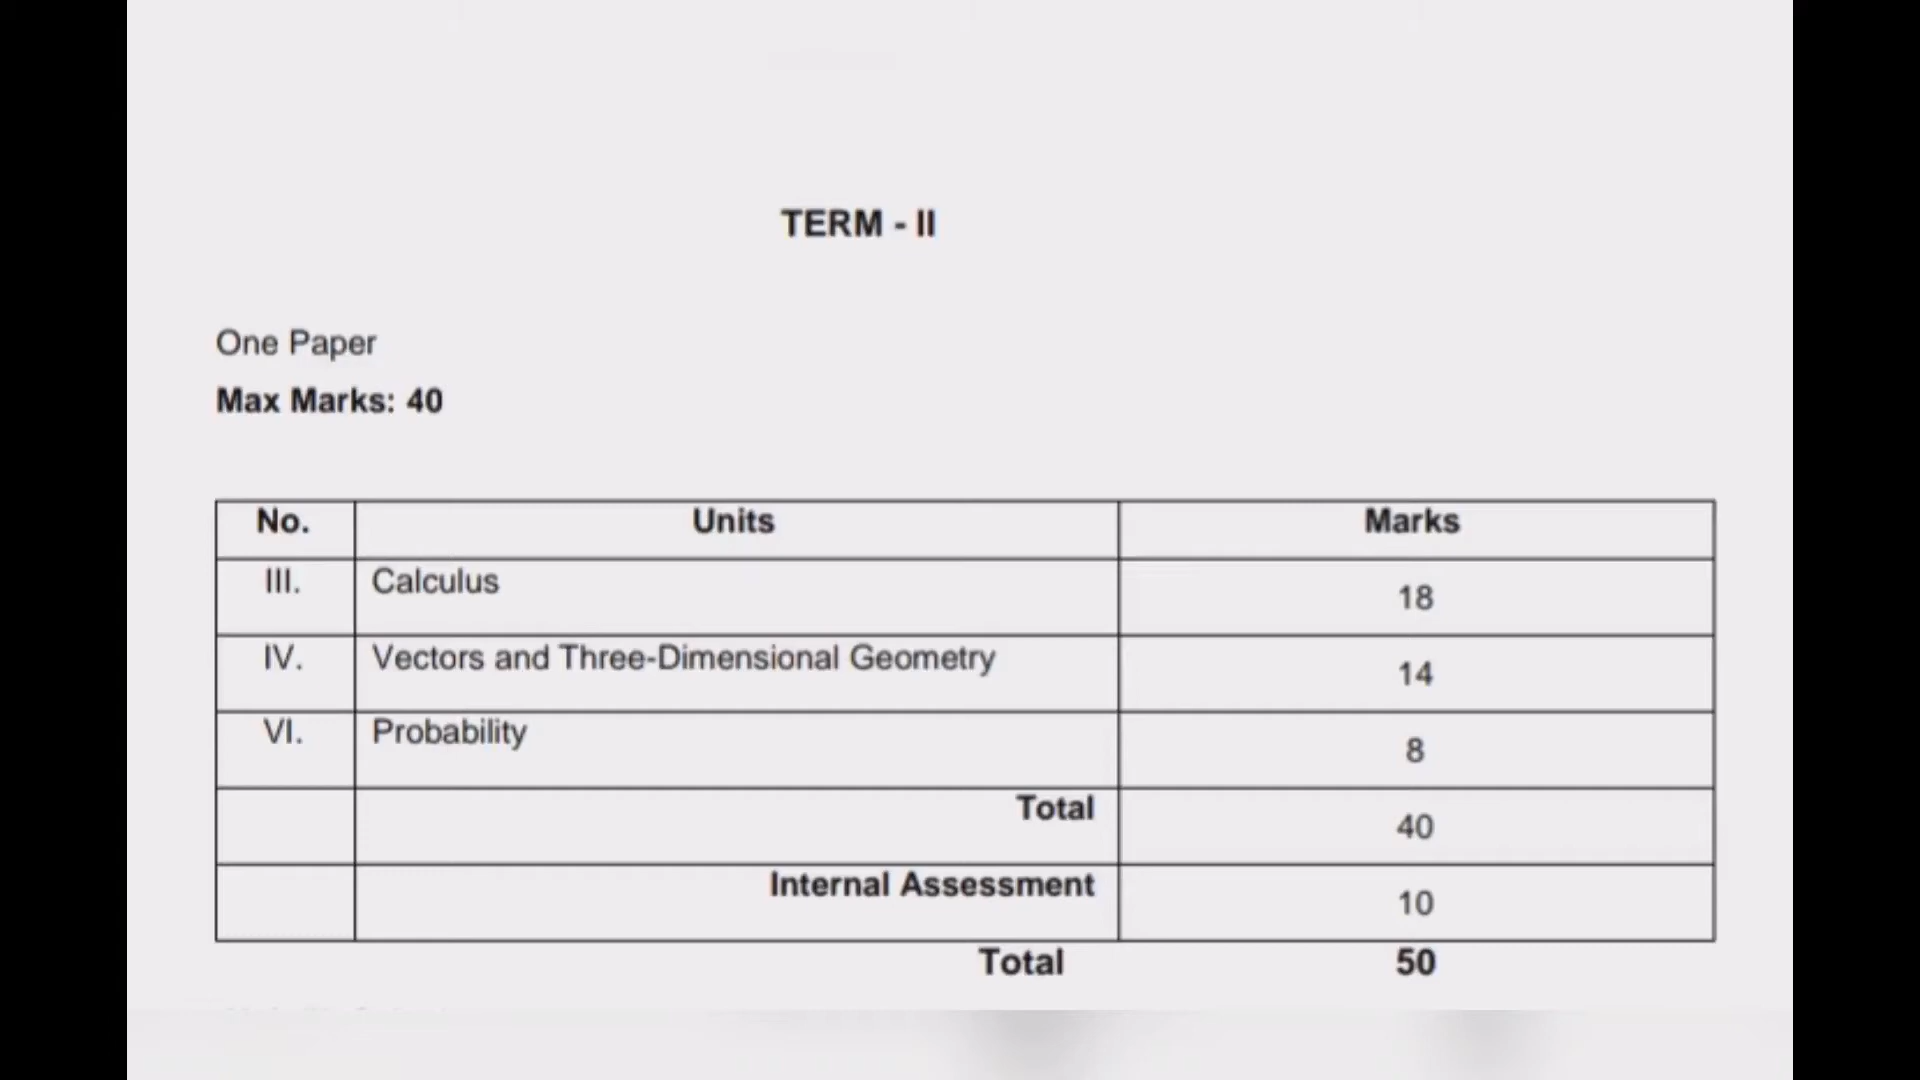 TERM - II
One Paper
Max Marks: 40
No. Units Marks
III. Calculus 18
IV. Vectors and Three-Dimensional Geometry 14
VI. Probability 8
Total 40
Internal Assessment 10
Total 50